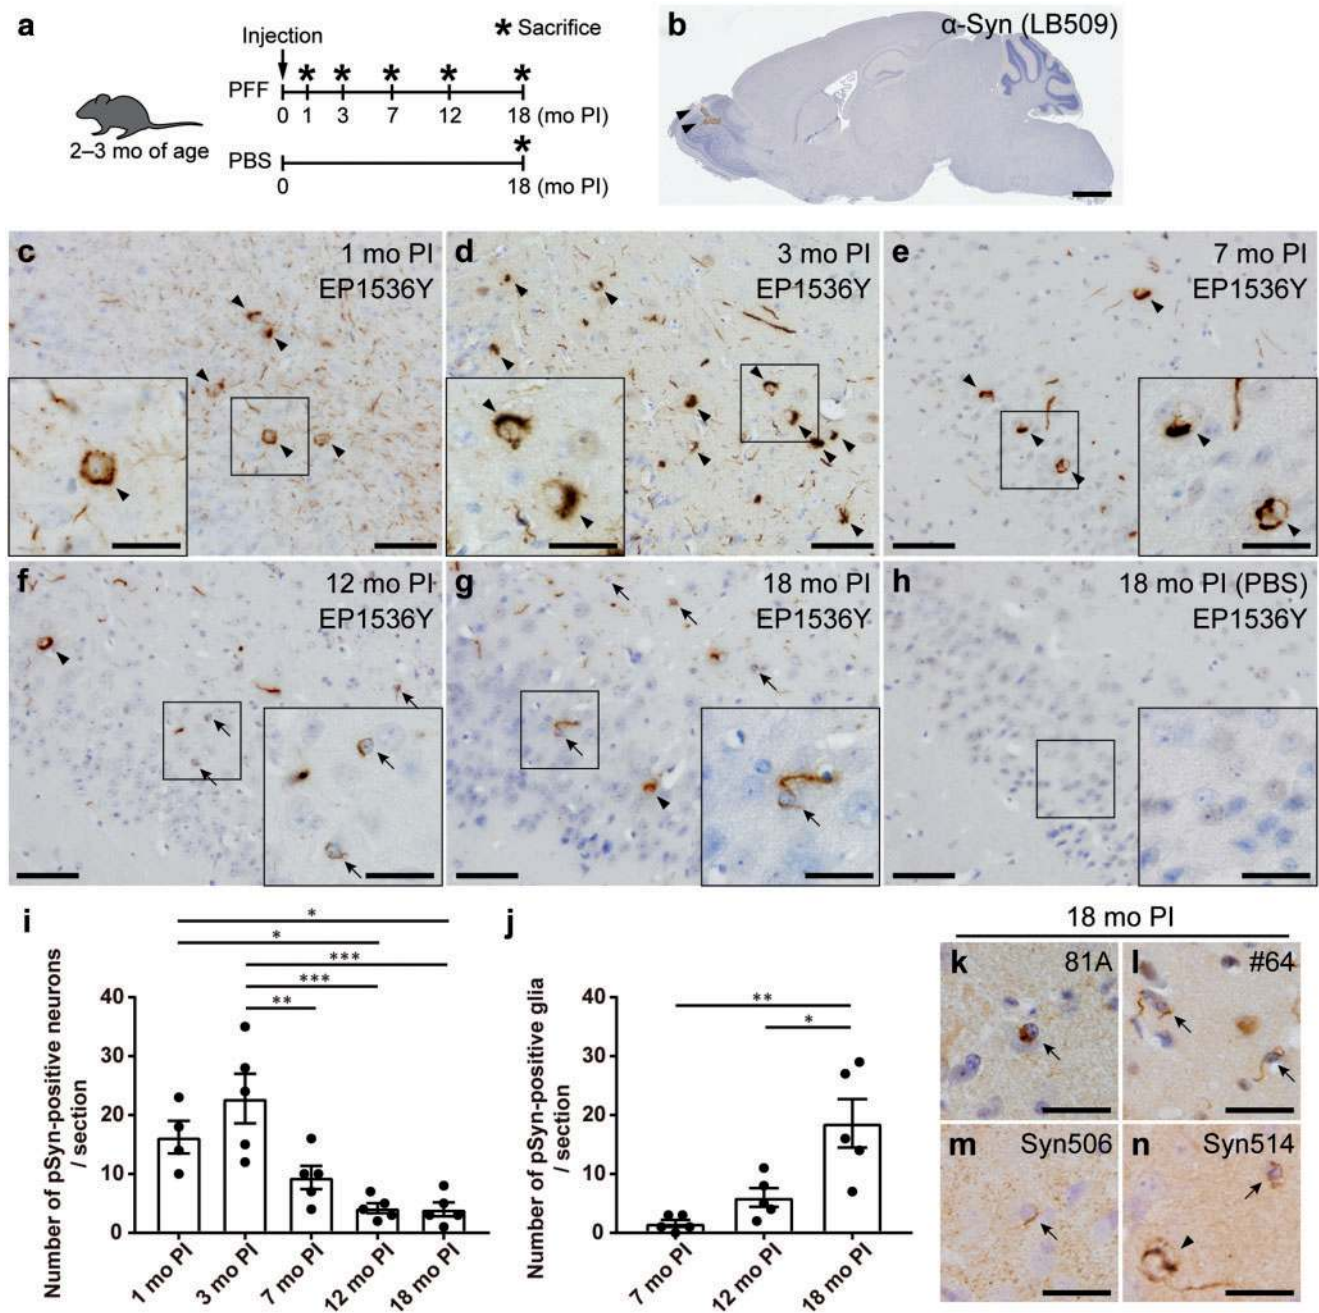 a
Injection
* Sacrifice
PFF
0 1 3 7 12 18 (mo PI)
2–3 mo of age
PBS
0 18 (mo PI)
b
α-Syn (LB509)
c
1 mo PI
EP1536Y
d
3 mo PI
EP1536Y
e
7 mo PI
EP1536Y
f
12 mo PI
EP1536Y
g
18 mo PI
EP1536Y
h
18 mo PI (PBS)
EP1536Y
i
*
*
***
***
**
Number of pSyn-positive neurons
/ section
40
30
20
10
0
1 mo PI
3 mo PI
7 mo PI
12 mo PI
18 mo PI
j
**
*
Number of pSyn-positive glia
/ section
40
30
20
10
0
7 mo PI
12 mo PI
18 mo PI
18 mo PI
k
81A
l
#64
m
Syn506
n
Syn514